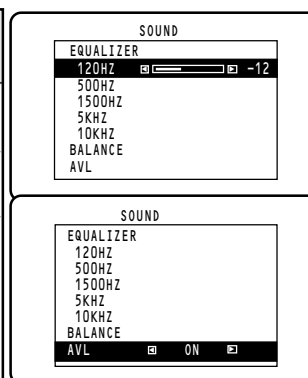 SOUND
EQUALIZER
120HZ -12
500HZ
1500HZ
5KHZ
10KHZ
BALANCE
AVL
SOUND
EQUALIZER
120HZ
500HZ
1500HZ
5KHZ
10KHZ
BALANCE
AVL ON